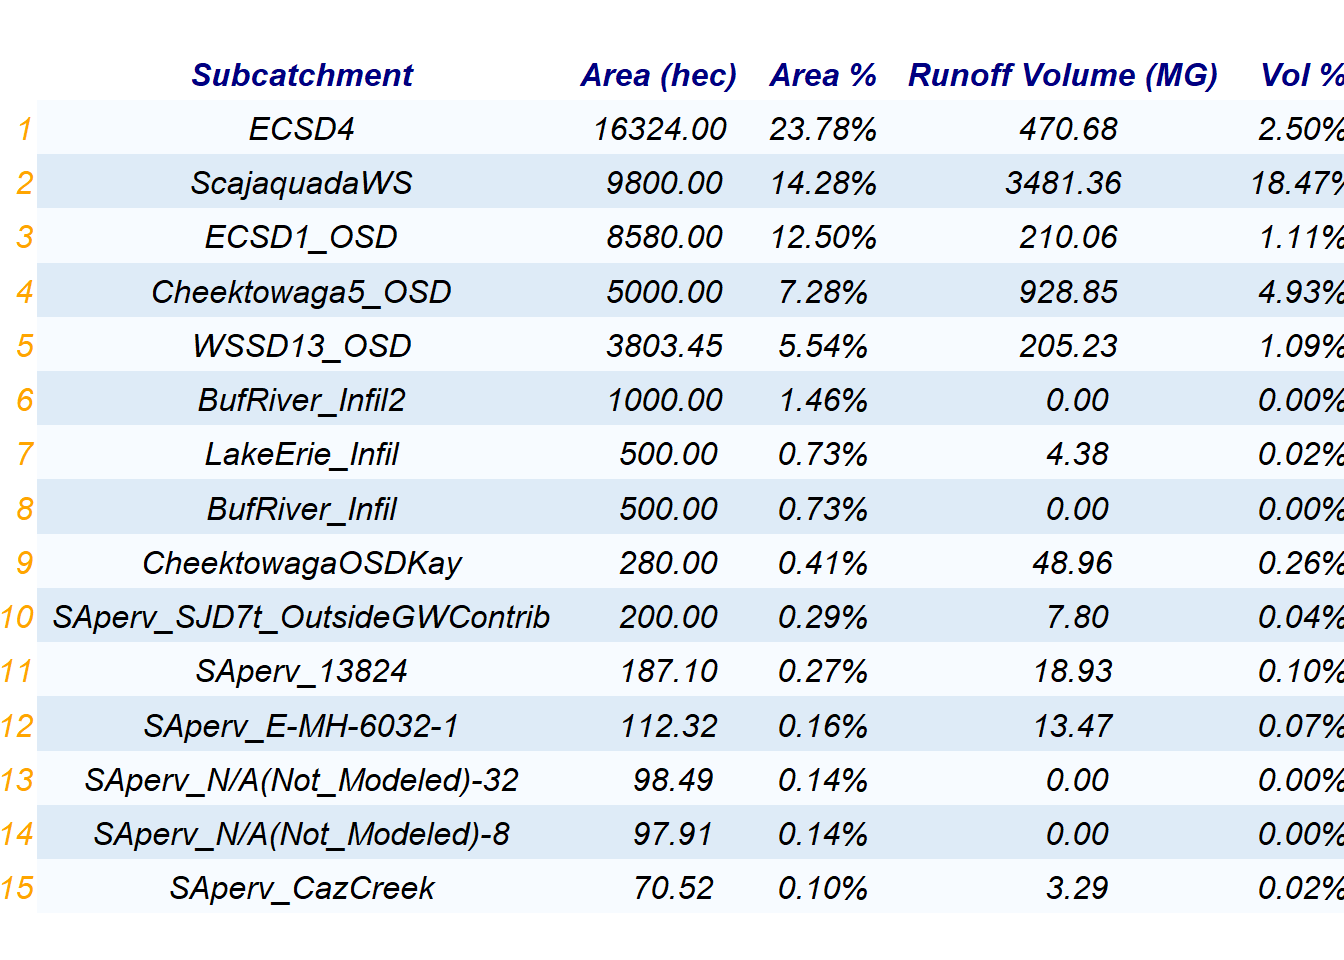 Subcatchment Area (hec) Area % Runoff Volume (MG) Vol %
1 ECSD4 16324.00 23.78% 470.68 2.50%
2 ScajaquadaWS 9800.00 14.28% 3481.36 18.47%
3 ECSD1_OSD 8580.00 12.50% 210.06 1.11%
4 Cheektowaga5_OSD 5000.00 7.28% 928.85 4.93%
5 WSSD13_OSD 3803.45 5.54% 205.23 1.09%
6 BufRiver_Infil2 1000.00 1.46% 0.00 0.00%
7 LakeErie_Infil 500.00 0.73% 4.38 0.02%
8 BufRiver_Infil 500.00 0.73% 0.00 0.00%
9 CheektowagaOSDKay 280.00 0.41% 48.96 0.26%
10 SAperv_SJD7t_OutsideGWContrib 200.00 0.29% 7.80 0.04%
11 SAperv_13824 187.10 0.27% 18.93 0.10%
12 SAperv_E-MH-6032-1 112.32 0.16% 13.47 0.07%
13 SAperv_N/A(Not_Modeled)-32 98.49 0.14% 0.00 0.00%
14 SAperv_N/A(Not_Modeled)-8 97.91 0.14% 0.00 0.00%
15 SAperv_CazCreek 70.52 0.10% 3.29 0.02%